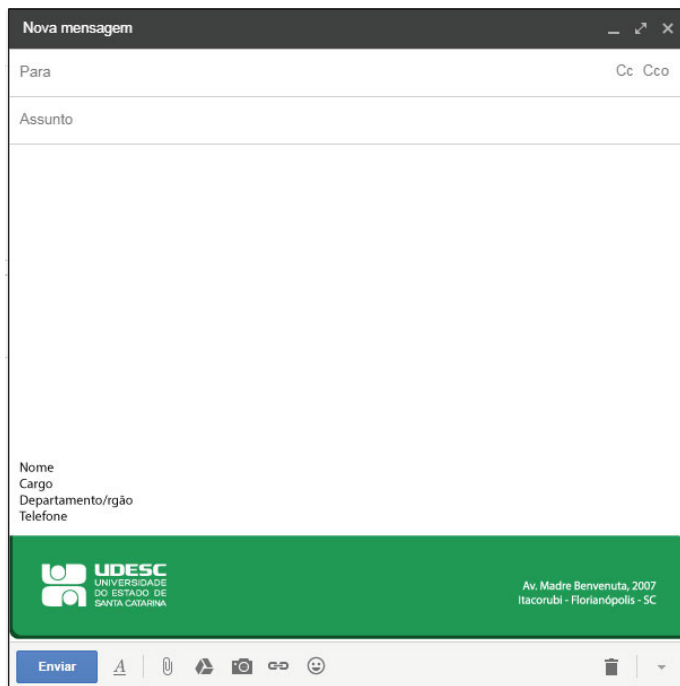 Nova mensagem
Para Cc Cco
Assunto
Nome
Cargo
Departamento/rgão
Telefone
UDESC
UNIVERSIDADE
DO ESTADO DE
SANTA CATARINA
Av. Madre Benvenuta, 2007
Itacorubi - Florianópolis - SC
Enviar A